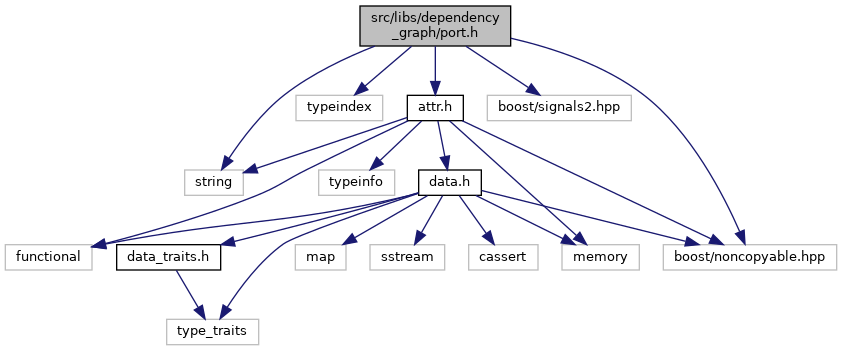 src/libs/dependency
_graph/port.h
typeindex
attr.h
boost/signals2.hpp
string
typeinfo
data.h
functional
data_traits.h
map
sstream
cassert
memory
boost/noncopyable.hpp
type_traits